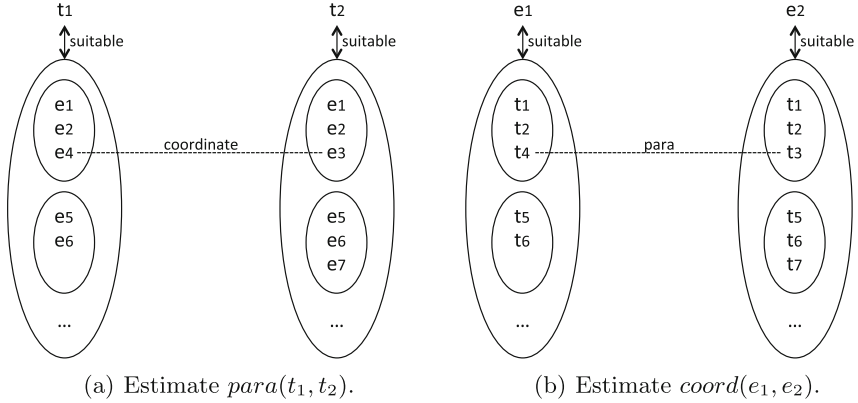 t1 t2 e1 e2
suitable suitable suitable suitable
e1 e1 t1 t1
e2 e2 t2 t2
e4 coordinate e3 t4 para t3
e5 e5 t5 t5
e6 e6 t6 t6
e7 t7
... ... ... ...
(a) Estimate para(t1, t2). (b) Estimate coord(e1, e2).